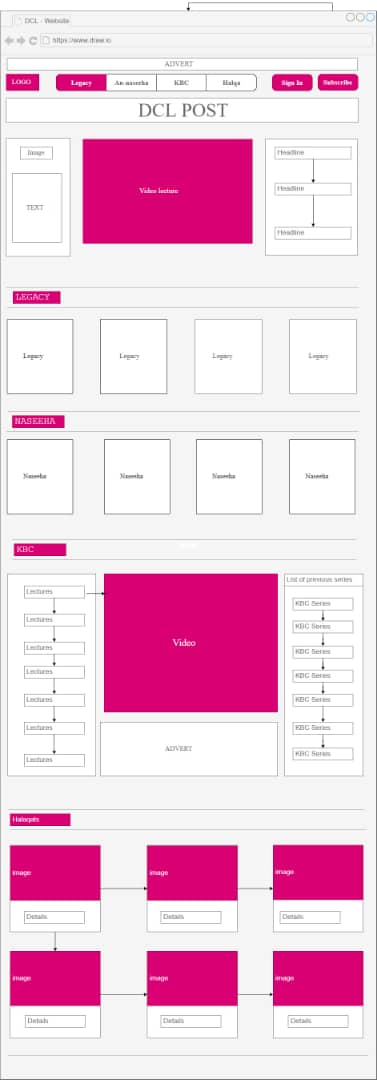 DCL - Website
https://www.draw.io
ADVERT
LOGO
Legacy
An-naseeha
KBC
Halqa
Sign In
Subscribe
DCL POST
Image
TEXT
Video lecture
Headline
Headline
Headline
LEGACY
Legacy
Legacy
Legacy
Legacy
NASEEHA
Naseeha
Naseeha
Naseeha
Naseeha
KBC
Lectures
Lectures
Lectures
Lectures
Lectures
Lectures
Lectures
Video
ADVERT
List of previous series
KBC Series
KBC Series
KBC Series
KBC Series
KBC Series
KBC Series
KBC Series
image
image
image
Details
Details
Details
image
image
image
Details
Details
Details